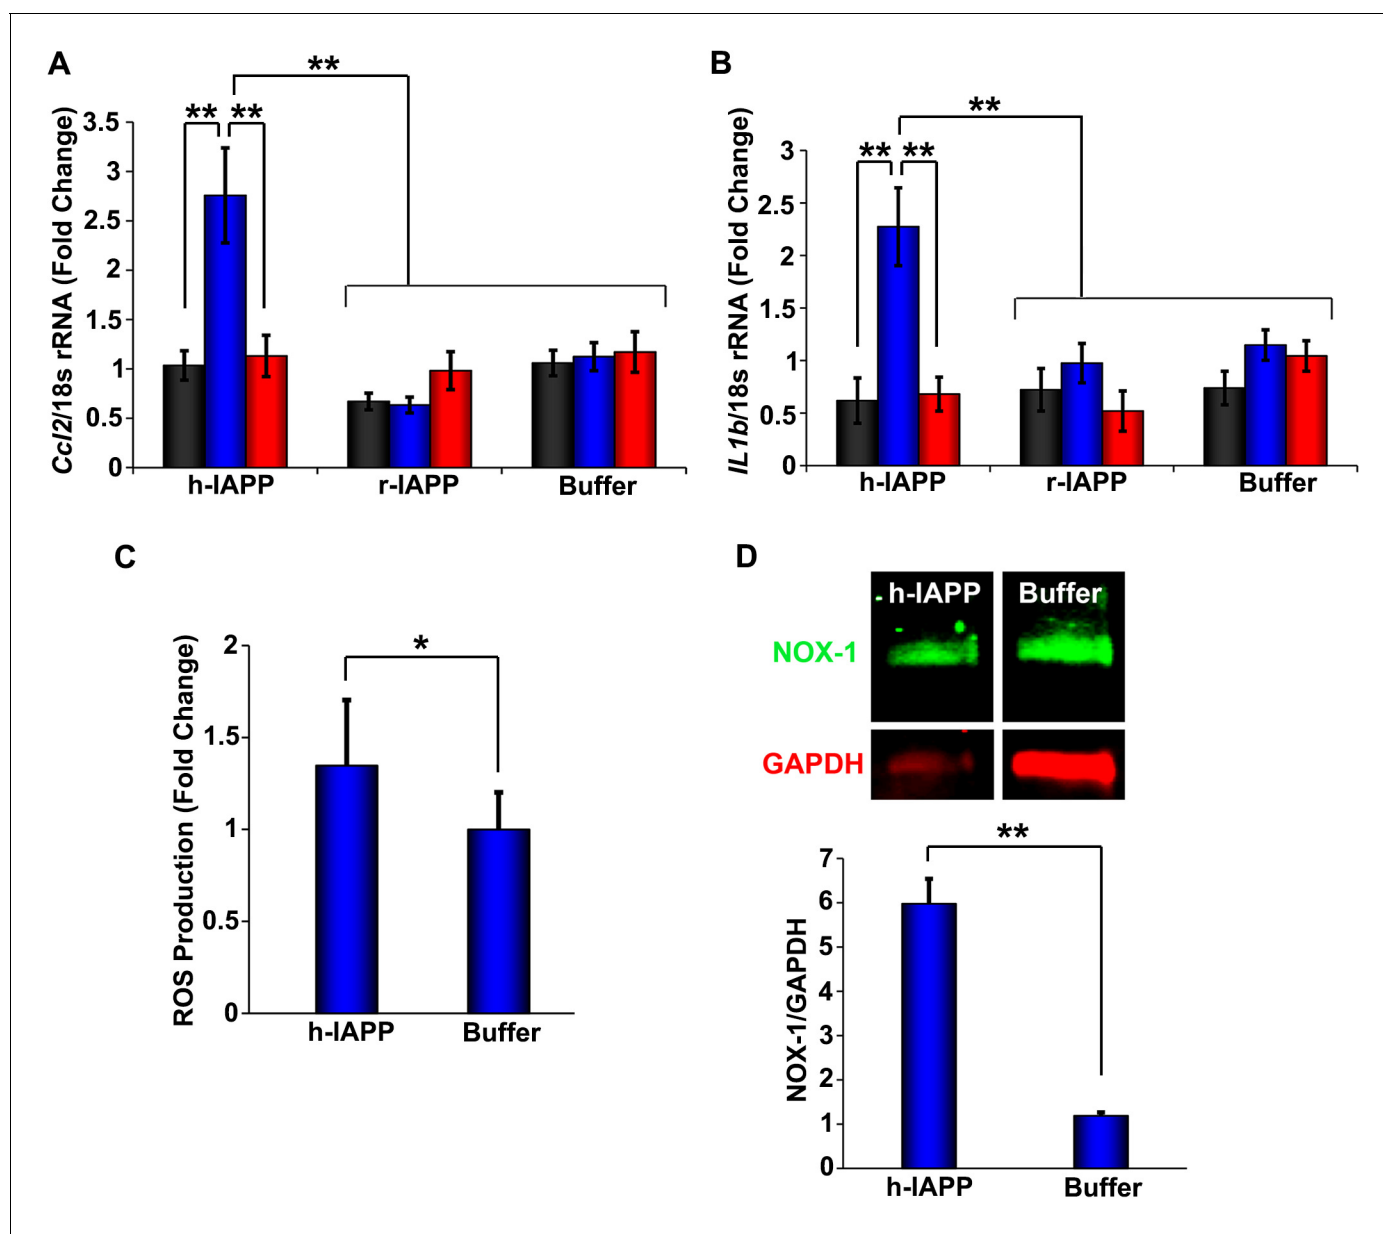 A
**
** **
Ccl2/18s rRNA (Fold Change)
3.5
3
2.5
2
1.5
1
0.5
0
h-IAPP
r-IAPP
Buffer
B
**
** **
IL1b/18s rRNA (Fold Change)
3
2.5
2
1.5
1
0.5
0
h-IAPP
r-IAPP
Buffer
C
*
ROS Production (Fold Change)
2
1.5
1
0.5
0
h-IAPP
Buffer
D
h-IAPP Buffer
NOX-1
GAPDH
**
NOX-1/GAPDH
7
6
5
4
3
2
1
0
h-IAPP
Buffer